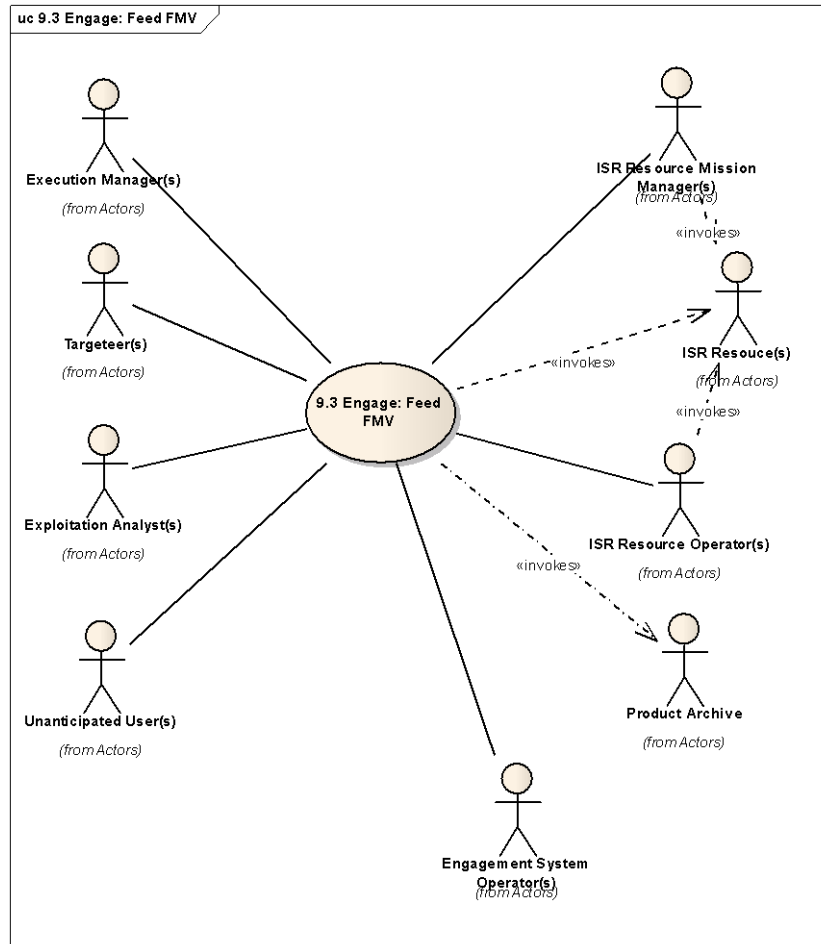 uc 9.3 Engage: Feed FMV
Execution Manager(s)
(from Actors)
Targeteer(s)
(from Actors)
Exploitation Analyst(s)
(from Actors)
Unanticipated User(s)
(from Actors)
9.3 Engage: Feed
FMV
Engagement System
Operator(s)
(from Actors)
ISR Resource Mission
Manager(s)
(from Actors)
«invokes»
ISR Resouce(s)
(from Actors)
«invokes»
«invokes»
ISR Resource Operator(s)
(from Actors)
«invokes»
Product Archive
(from Actors)